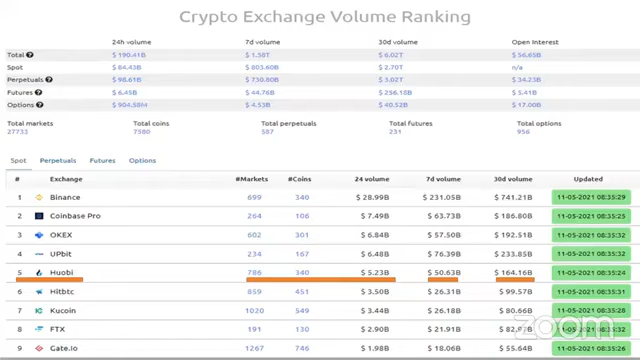 Crypto Exchange Volume Ranking
24h volume 7d volume 30d volume Open Interest
Total $ 190.41B $ 1.58T $ 6.02T $ 56.65B
Spot $ 84.43B $ 803.60B $ 2.70T n/a
Perpetuals $ 98.61B $ 730.80B $ 3.02T $ 34.23B
Futures $ 6.45B $ 44.76B $ 256.18B $ 5.41B
Options $ 904.58M $ 4.53B $ 40.52B $ 17.00B
Total markets Total coins Total perpetuals Total futures Total options
27733 7580 587 231 956
Spot Perpetuals Futures Options
# Exchange #Markets #Coins 24 volume 7d volume 30d volume Updated
1 Binance 699 340 $ 28.99B $ 231.05B $ 741.21B 11-05-2021 08:35:29
2 Coinbase Pro 264 106 $ 7.49B $ 63.73B $ 186.80B 11-05-2021 08:35:25
3 OKEX 602 301 $ 6.84B $ 57.50B $ 192.51B 11-05-2021 08:35:32
4 UPbit 234 167 $ 6.48B $ 76.39B $ 233.85B 11-05-2021 08:35:32
5 Huobi 786 340 $ 5.23B $ 50.63B $ 164.16B 11-05-2021 08:35:24
6 Hitbtc 859 451 $ 3.50B $ 26.31B $ 99.57B 11-05-2021 08:35:31
7 Kucoin 1020 549 $ 3.44B $ 26.18B $ 80.66B 11-05-2021 08:35:28
8 FTX 191 130 $ 2.90B $ 21.91B 11-05-2021
9 Gate.Io 1267 746 $ 1.98B $ 18.06B $ 55.64B 11-05-2021 08:35:26
zoom